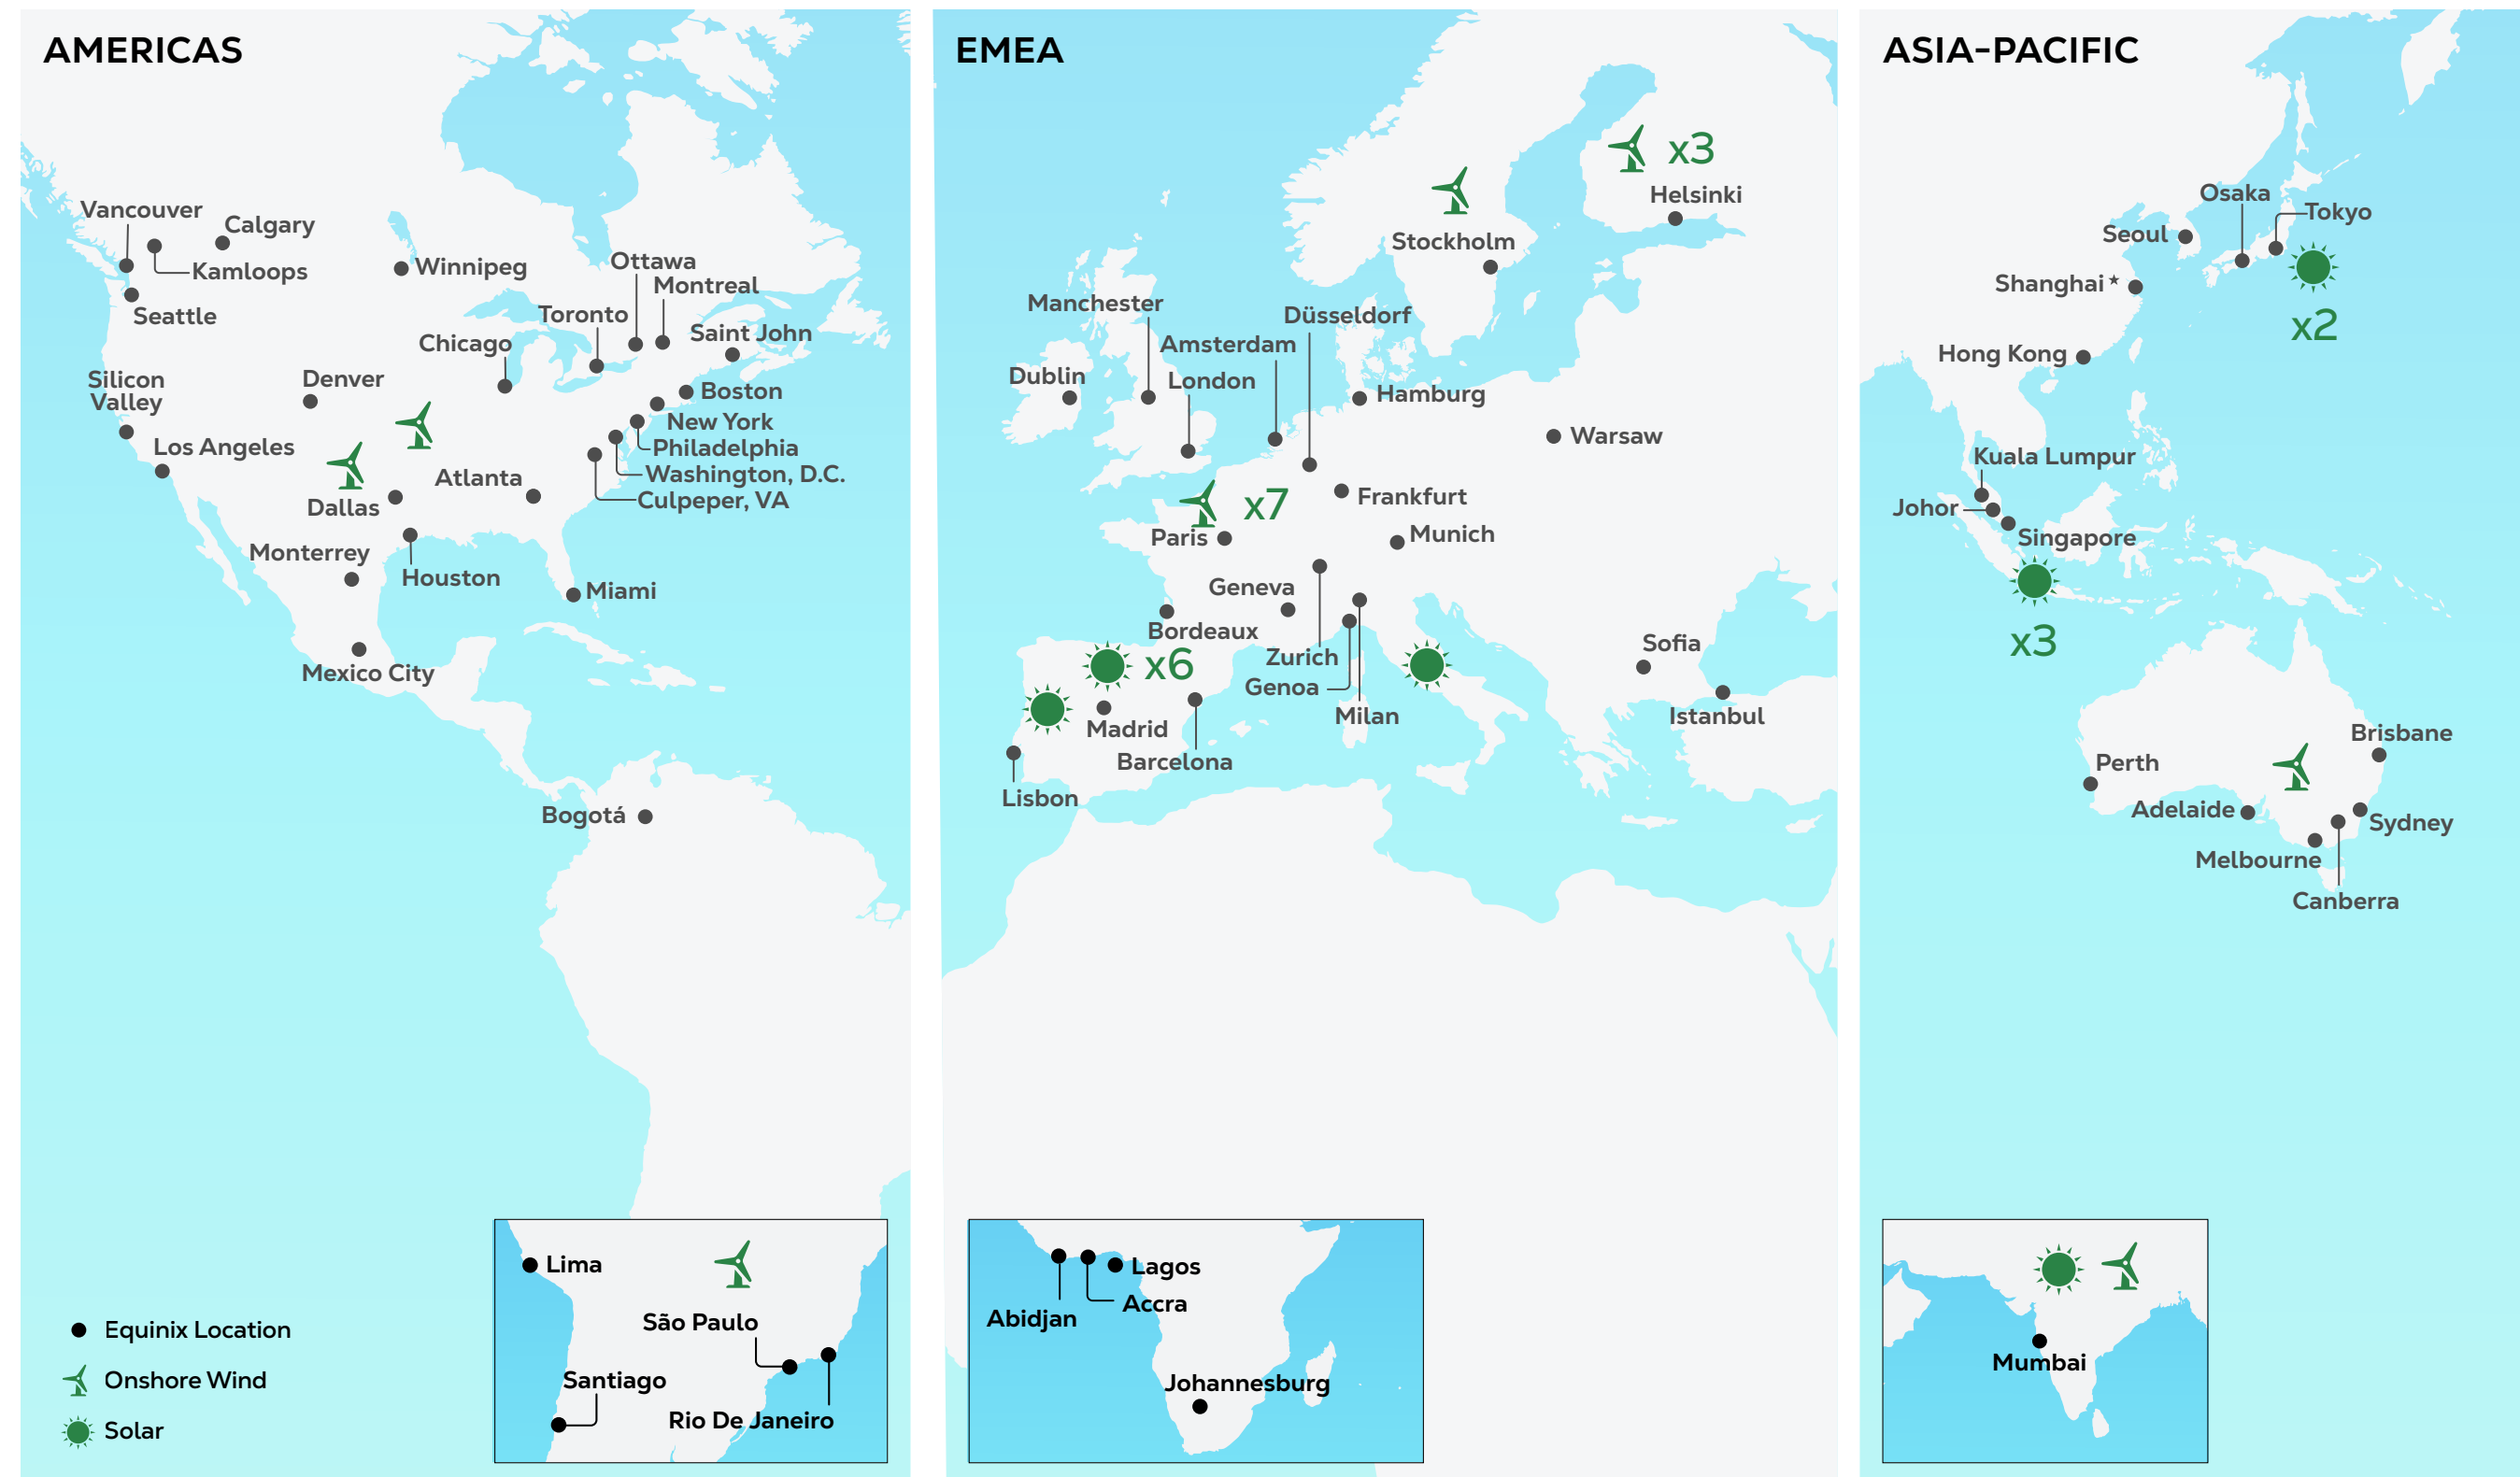 AMERICAS
Vancouver
Calgary
Kamloops
Winnipeg
Seattle
Ottawa
Montreal
Toronto
Saint John
Chicago
Silicon
Valley
Denver
Boston
New York
Los Angeles
Philadelphia
Washington, D.C.
Atlanta
Culpeper, VA
Dallas
Monterrey
Houston
Miami
Mexico City
Bogotá
Lima
São Paulo
Santiago
Rio De Janeiro
Equinix Location
Onshore Wind
Solar
EMEA
x3
Helsinki
Stockholm
Manchester
Düsseldorf
Amsterdam
Dublin
London
Hamburg
Warsaw
x7
Frankfurt
Paris
Munich
Geneva
Bordeaux
Sofia
Zurich
x6
Genoa
Milan
Istanbul
Madrid
Barcelona
Lisbon
Lagos
Accra
Abidjan
Johannesburg
ASIA-PACIFIC
Osaka
Tokyo
Seoul
Shanghai*
x2
Hong Kong
Kuala Lumpur
Johor
Singapore
x3
Brisbane
Perth
Adelaide
Sydney
Melbourne
Canberra
Mumbai